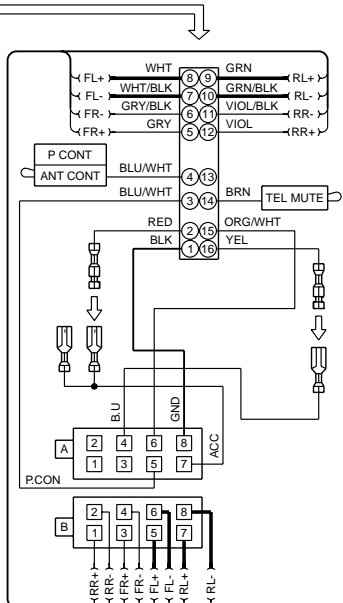 FL+ WHT 8 9 GRN RL+
FL- WHT/BLK 7 10 GRN/BLK RL-
FR- GRY/BLK 6 11 VIOL/BLK RR-
FR+ GRY 5 12 VIOL RR+
P CONT
ANT CONT BLU/WHT 4 13
BLU/WHT 3 14 BRN TEL MUTE
RED 2 15 ORG/WHT
BLK 1 16 YEL
B.U GND ACC
A 2 4 6 8
1 3 5 7
P.CON
B 2 4 6 8
1 3 5 7
RR+ RR- FR+ FR- FL+ FL- RL+ RL-